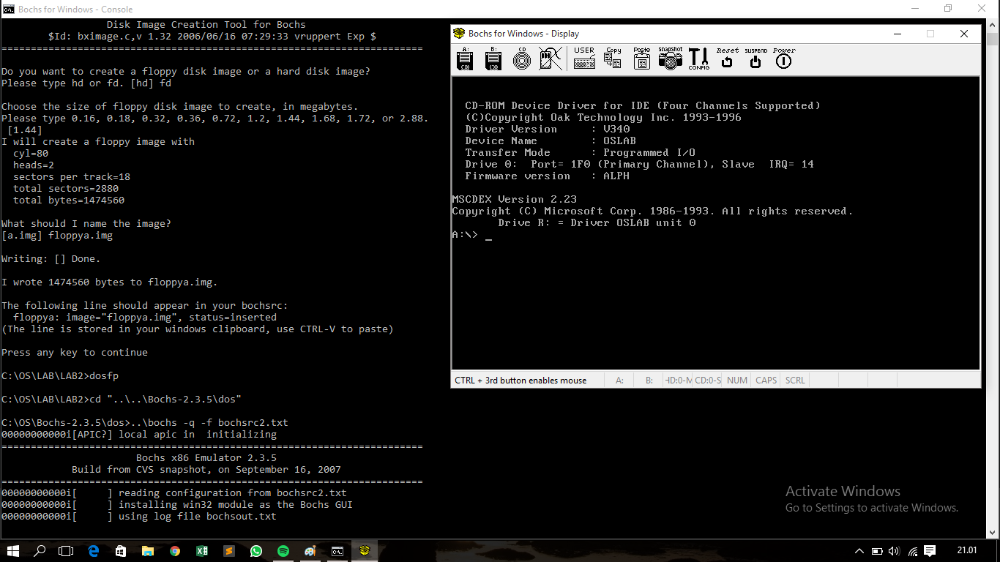 Bochs for Windows - Console
Disk Image Creation Tool for Bochs
$Id: bximage.c,v 1.32 2006/06/16 07:29:33 vruppert Exp $
========================================================================
Do you want to create a floppy disk image or a hard disk image?
Please type hd or fd. [hd] fd
Choose the size of floppy disk image to create, in megabytes.
Please type 0.16, 0.18, 0.32, 0.36, 0.72, 1.2, 1.44, 1.68, 1.72, or 2.88.
[1.44]
I will create a floppy image with
cyl=80
heads=2
sectors per track=18
total sectors=2880
total bytes=1474560
What should I name the image?
[a.img] floppya.img
Writing: [] Done.
I wrote 1474560 bytes to floppya.img.
The following line should appear in your bochsrc:
floppya: image="floppya.img", status=inserted
(The line is stored in your windows clipboard, use CTRL-V to paste)
Press any key to continue
C:\OS\LAB\LAB2>dosfp
C:\OS\LAB\LAB2>cd "..\..\Bochs-2.3.5\dos"
C:\OS\Bochs-2.3.5\dos>..\bochs -q -f bochsrc2.txt
00000000000i[APIC?] local apic in  initializing
========================================================================
Bochs x86 Emulator 2.3.5
Build from CVS snapshot, on September 16, 2007
========================================================================
00000000000i[     ] reading configuration from bochsrc2.txt
00000000000i[     ] installing win32 module as the Bochs GUI
00000000000i[     ] using log file bochsout.txt
Bochs for Windows - Display
A: B: CD USER Copy Paste snapshot CONFIG Reset SUSPEND Power
CD-ROM Device Driver for IDE (Four Channels Supported)
(C)Copyright Oak Technology Inc. 1993-1996
Driver Version     : V340
Device Name        : OSLAB
Transfer Mode      : Programmed I/O
Drive 0:  Port= 1F0 (Primary Channel), Slave  IRQ= 14
Firmware version   : ALPH
MSCDEX Version 2.23
Copyright (C) Microsoft Corp. 1986-1993. All rights reserved.
Drive R: = Driver OSLAB unit 0
A:\> _
CTRL + 3rd button enables mouse A: B: HD:0-M CD:0-S NUM CAPS SCRL
Activate Windows
Go to Settings to activate Windows.
21.01